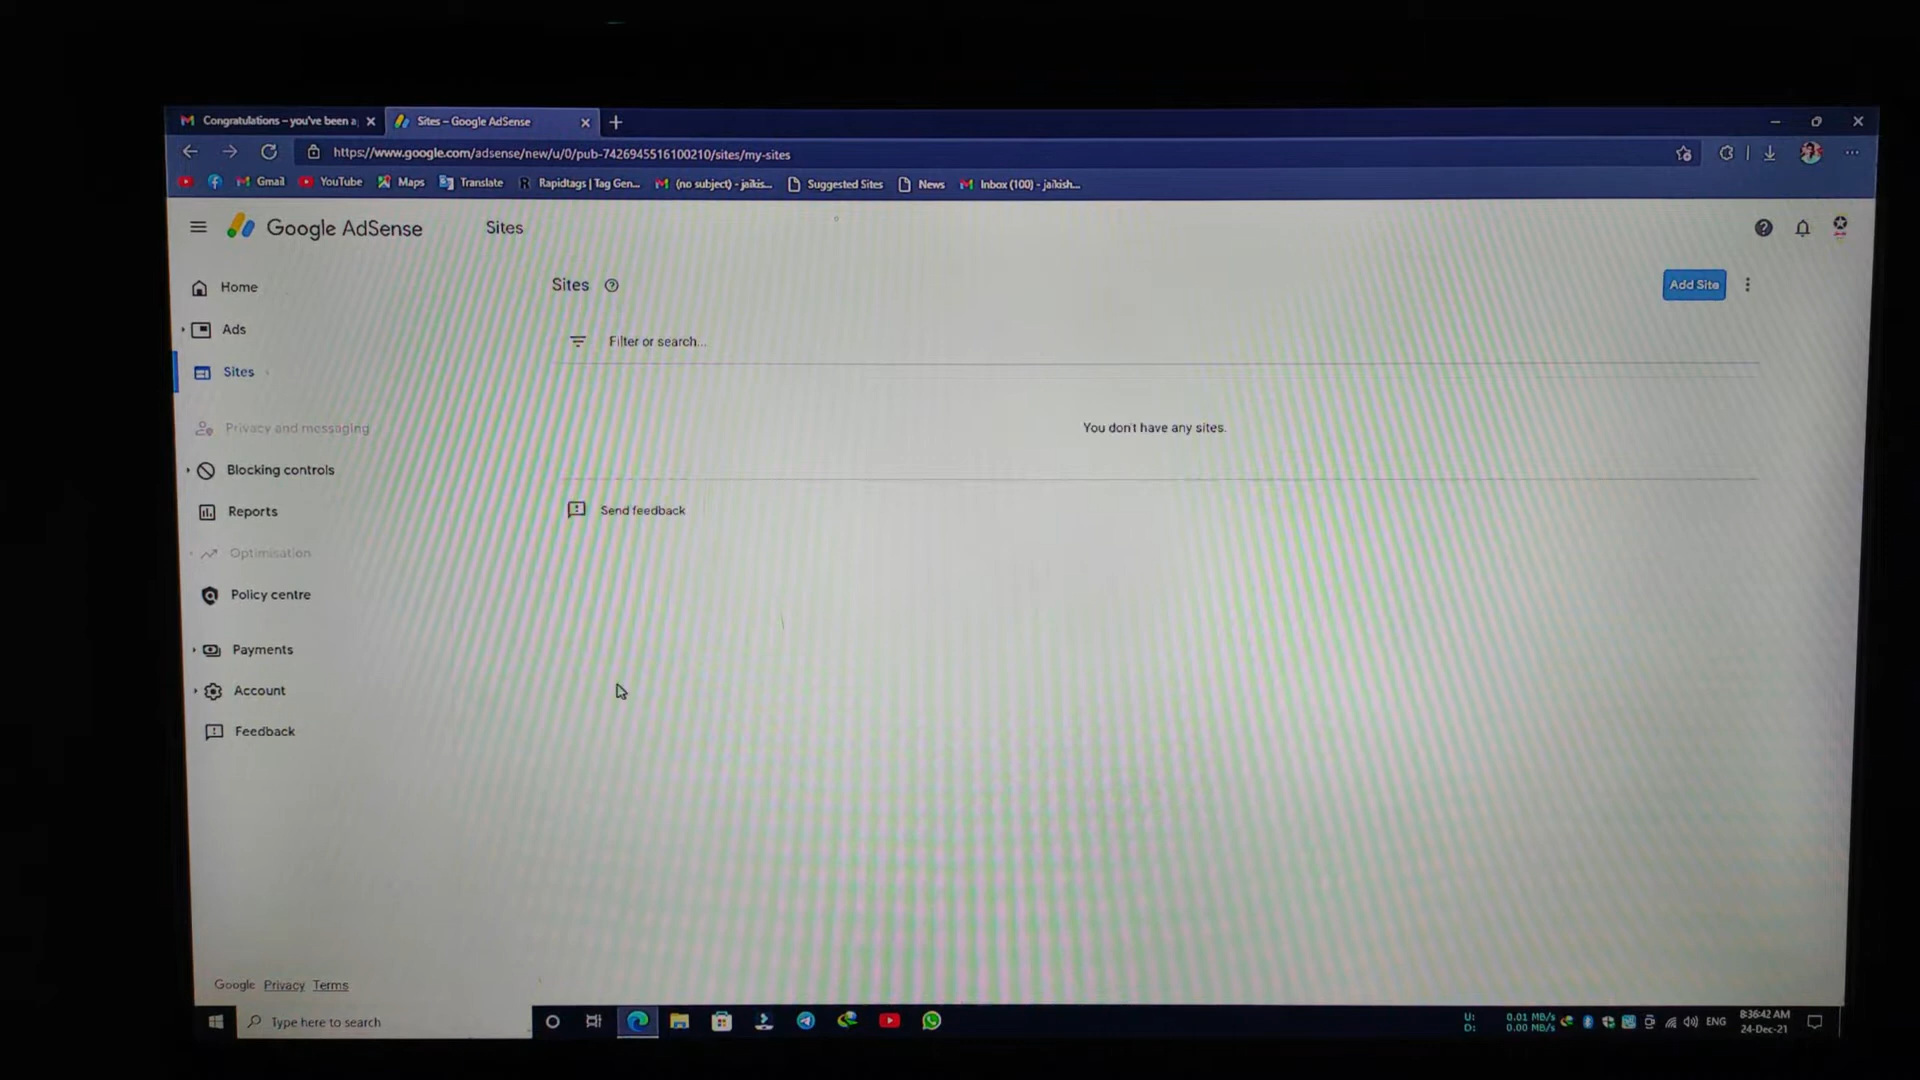 Congratulations – you've been a
Sites – Google AdSense
https://www.google.com/adsense/new/u/0/pub-7426945516100210/sites/my-sites
Gmail
YouTube
Maps
Translate
Rapidtags | Tag Gen...
(no subject) - jaikis...
Suggested Sites
News
Inbox (100) - jaikish...
Google AdSense
Sites
Home
Ads
Sites
Privacy and messaging
Blocking controls
Reports
Optimisation
Policy centre
Payments
Account
Feedback
Sites
Add Site
Filter or search...
You don't have any sites.
Send feedback
Google Privacy Terms
Type here to search
U: 0.01 MB/s
D: 0.00 MB/s
ENG
8:36:42 AM
24-Dec-21